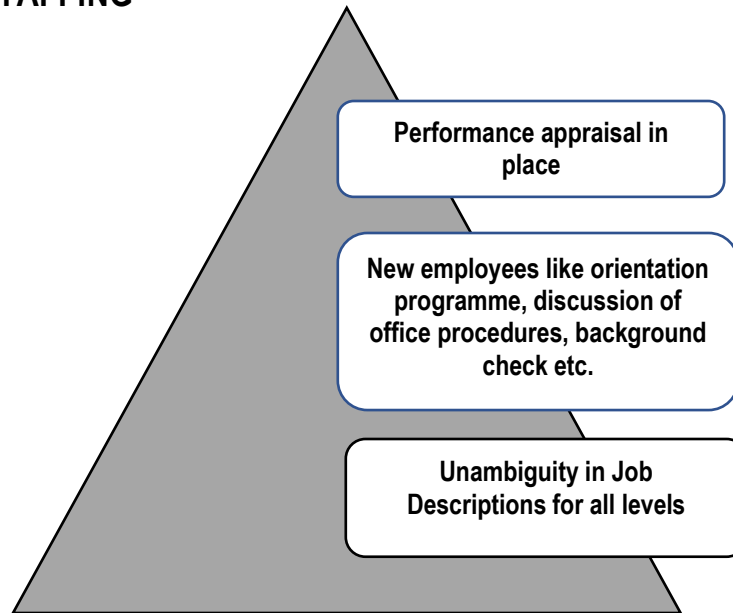 TAFFING
Performance appraisal in
place
New employees like orientation
programme, discussion of
office procedures, background
check etc.
Unambiguity in Job
Descriptions for all levels